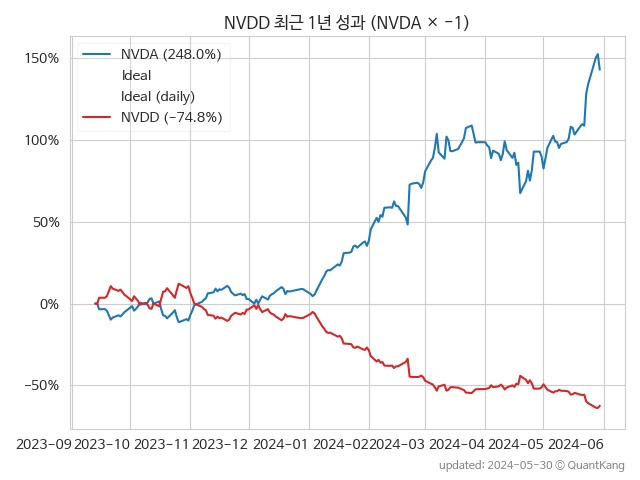 NVDD 최근 1년 성과 (NVDA × −1)
NVDA (248.0%)
Ideal
Ideal (daily)
NVDD (−74.8%)
150%
100%
50%
0%
−50%
2023-09 2023-10 2023-11 2023-12 2024-01 2024-02 2024-03 2024-04 2024-05 2024-06
updated: 2024-05-30 © QuantKang